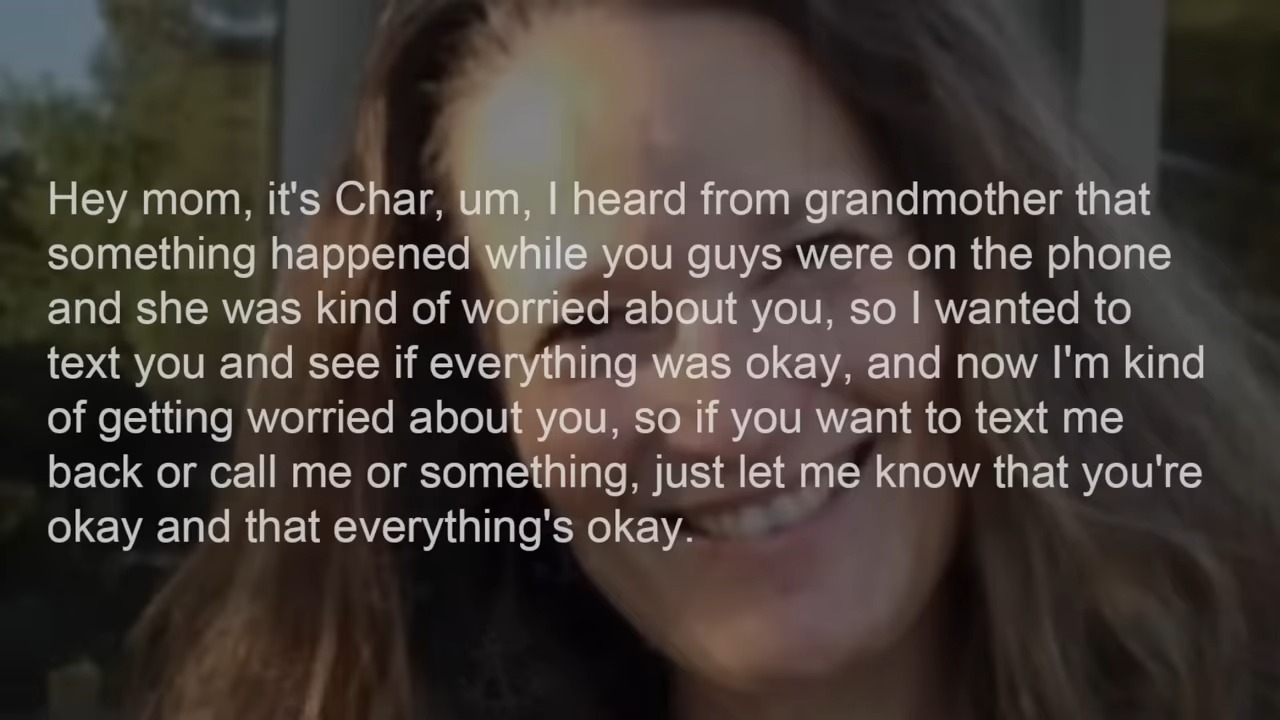 Hey mom, it's Char, um, I heard from grandmother that
something happened while you guys were on the phone
and she was kind of worried about you, so I wanted to
text you and see if everything was okay, and now I'm kind
of getting worried about you, so if you want to text me
back or call me or something, just let me know that you're
okay and that everything's okay.